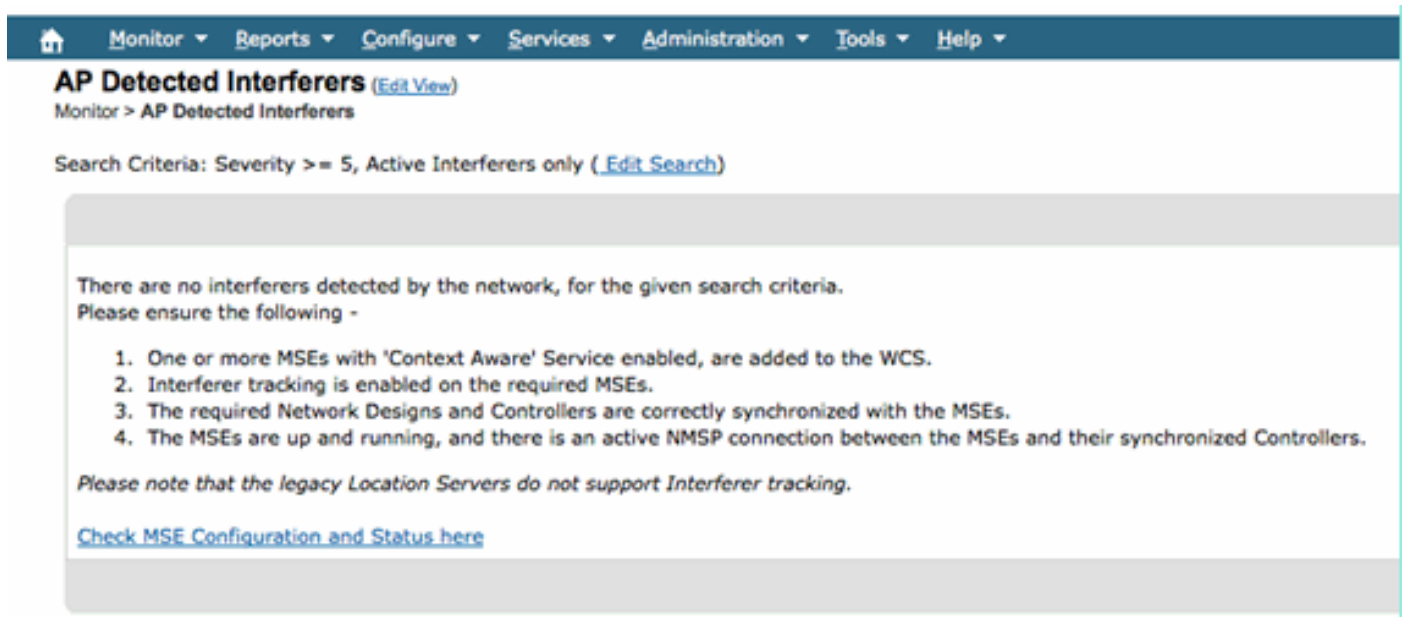 Monitor Reports Configure Services Administration Tools Help
AP Detected Interferers (Edit View)
Monitor > AP Detected Interferers
Search Criteria: Severity >= 5, Active Interferers only ( Edit Search)
There are no interferers detected by the network, for the given search criteria.
Please ensure the following -
1. One or more MSEs with 'Context Aware' Service enabled, are added to the WCS.
2. Interferer tracking is enabled on the required MSEs.
3. The required Network Designs and Controllers are correctly synchronized with the MSEs.
4. The MSEs are up and running, and there is an active NMSP connection between the MSEs and their synchronized Controllers.
Please note that the legacy Location Servers do not support Interferer tracking.
Check MSE Configuration and Status here